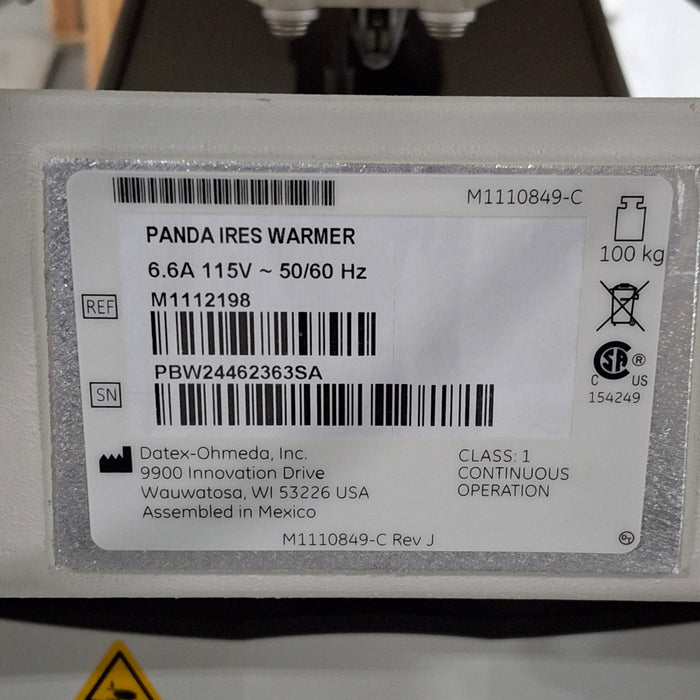 M1110849-C
PANDA IRES WARMER
6.6A 115V ~ 50/60 Hz
100 kg
REF
M1112198
PBW24462363SA
SN
SA ®
C US
154249
Datex-Ohmeda, Inc.
9900 Innovation Drive
Wauwatosa, WI 53226 USA
Assembled in Mexico
CLASS: 1
CONTINUOUS
OPERATION
M1110849-C Rev J